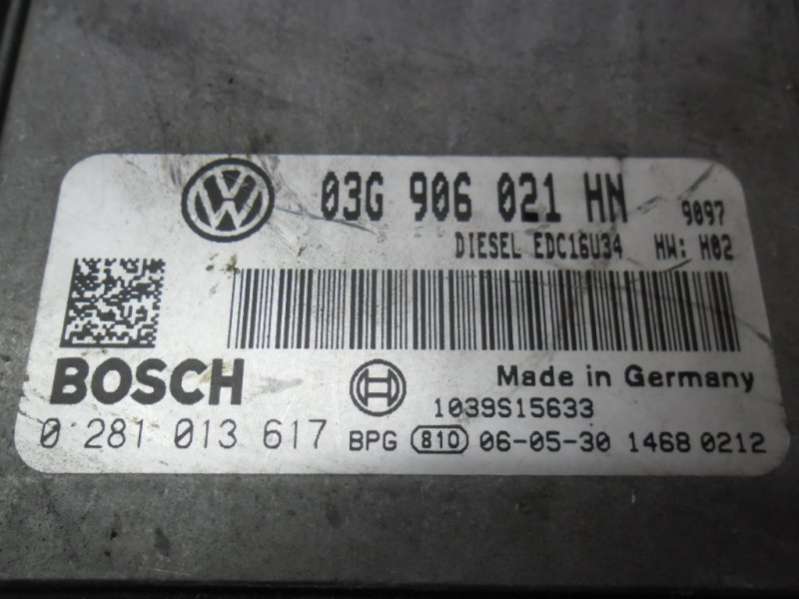 03G 906 021 HN 9097
DIESEL EDC16U34 HW: H02
BOSCH
Made in Germany
1039S15633
0 281 013 617 BPG 810 06-05-30 1468 0212